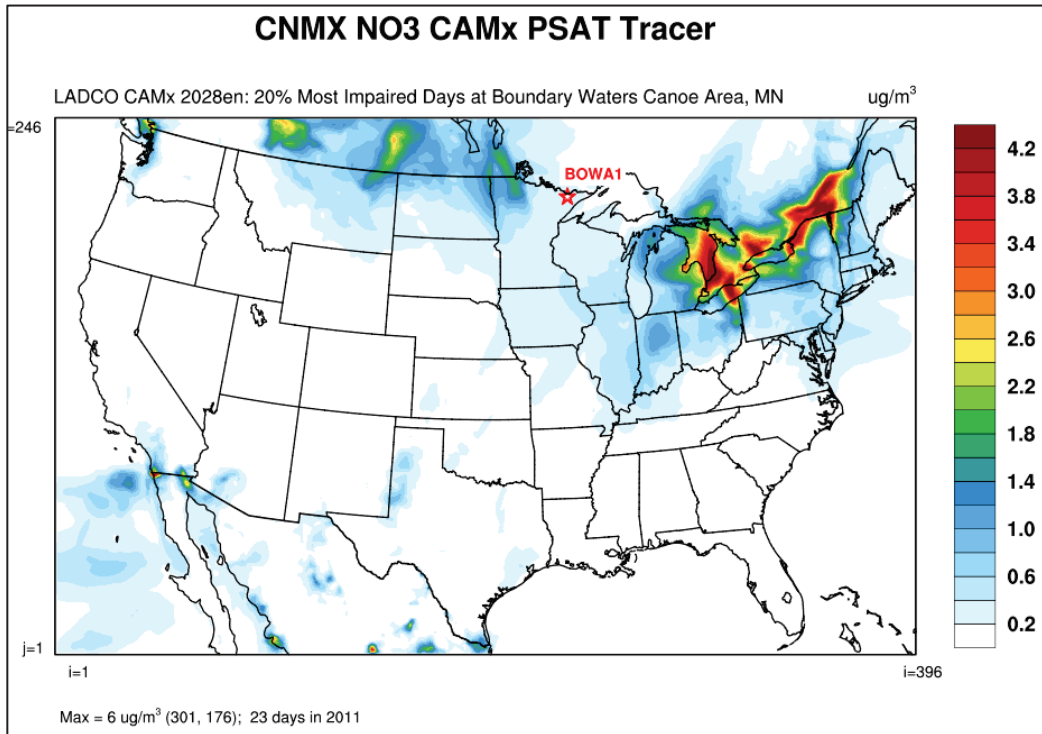 CNMX NO3 CAMx PSAT Tracer
LADCO CAMx 2028en: 20% Most Impaired Days at Boundary Waters Canoe Area, MN
ug/m³
=246
BOWA1
4.2
3.8
3.4
3.0
2.6
2.2
1.8
1.4
1.0
0.6
0.2
j=1
i=1
i=396
Max = 6 ug/m³ (301, 176); 23 days in 2011